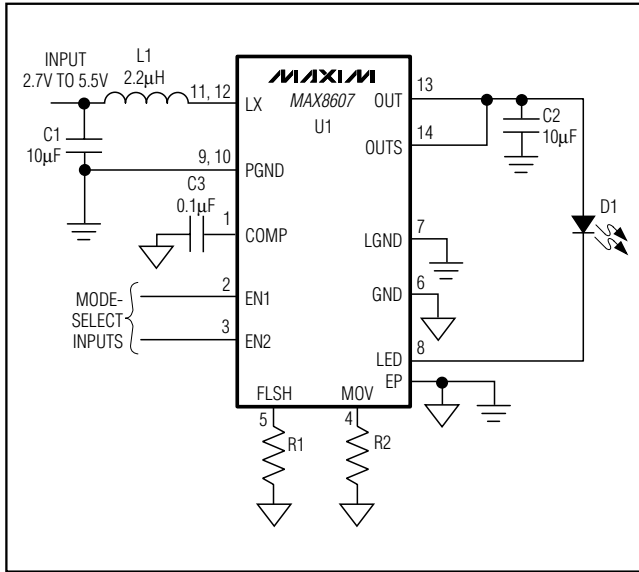 INPUT
2.7V TO 5.5V
L1
2.2µH
11, 12
LX
MAXIM
MAX8607
U1
OUT
13
OUTS
14
C2
10µF
C1
10µF
9, 10
PGND
C3
0.1µF
1
COMP
LGND
7
GND
6
D1
MODE-
SELECT
INPUTS
2
EN1
3
EN2
LED
8
EP
FLSH
MOV
5
4
R1
R2